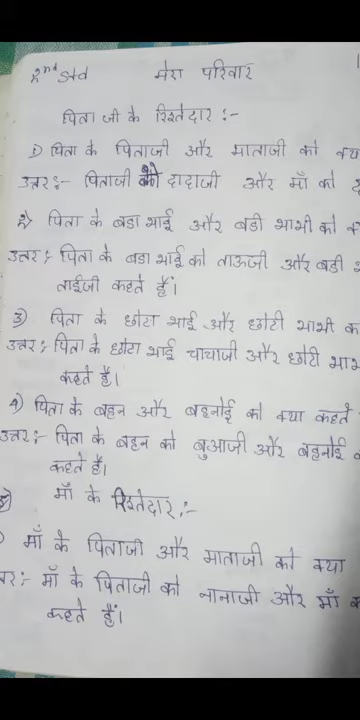 2nd Std मेरा परिवार
पिता जी के रिश्तेदार :-
1) पिता के पिताजी और माताजी को
उत्तर :- पिताजी को दादाजी और माँ को
2) पिता के बडा भाई और बडी भाभी को
उत्तर :- पिता के बडा भाई को ताऊजी और बडी
ताईजी कहते हैं।
3) पिता के छोटा भाई और छोटी भाभी
उत्तर :- पिता के छोटा भाई चाचाजी और छोटी
कहते है।
4) पिता के बहन और बहनोई को क्या कहते
उत्तर :- पिता के बहन को बुआजी और बहनोई
कहते है।
माँ के रिश्तेदार :-
माँ के पिताजी और माताजी को क्या
माँ के पिताजी को नानाजी और माँ
कहते हैं।